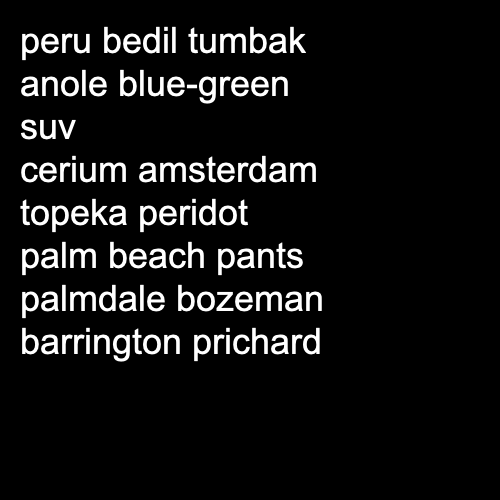 peru bedil tumbak
anole blue-green
suv
cerium amsterdam
topeka peridot
palm beach pants
palmdale bozeman
barrington prichard